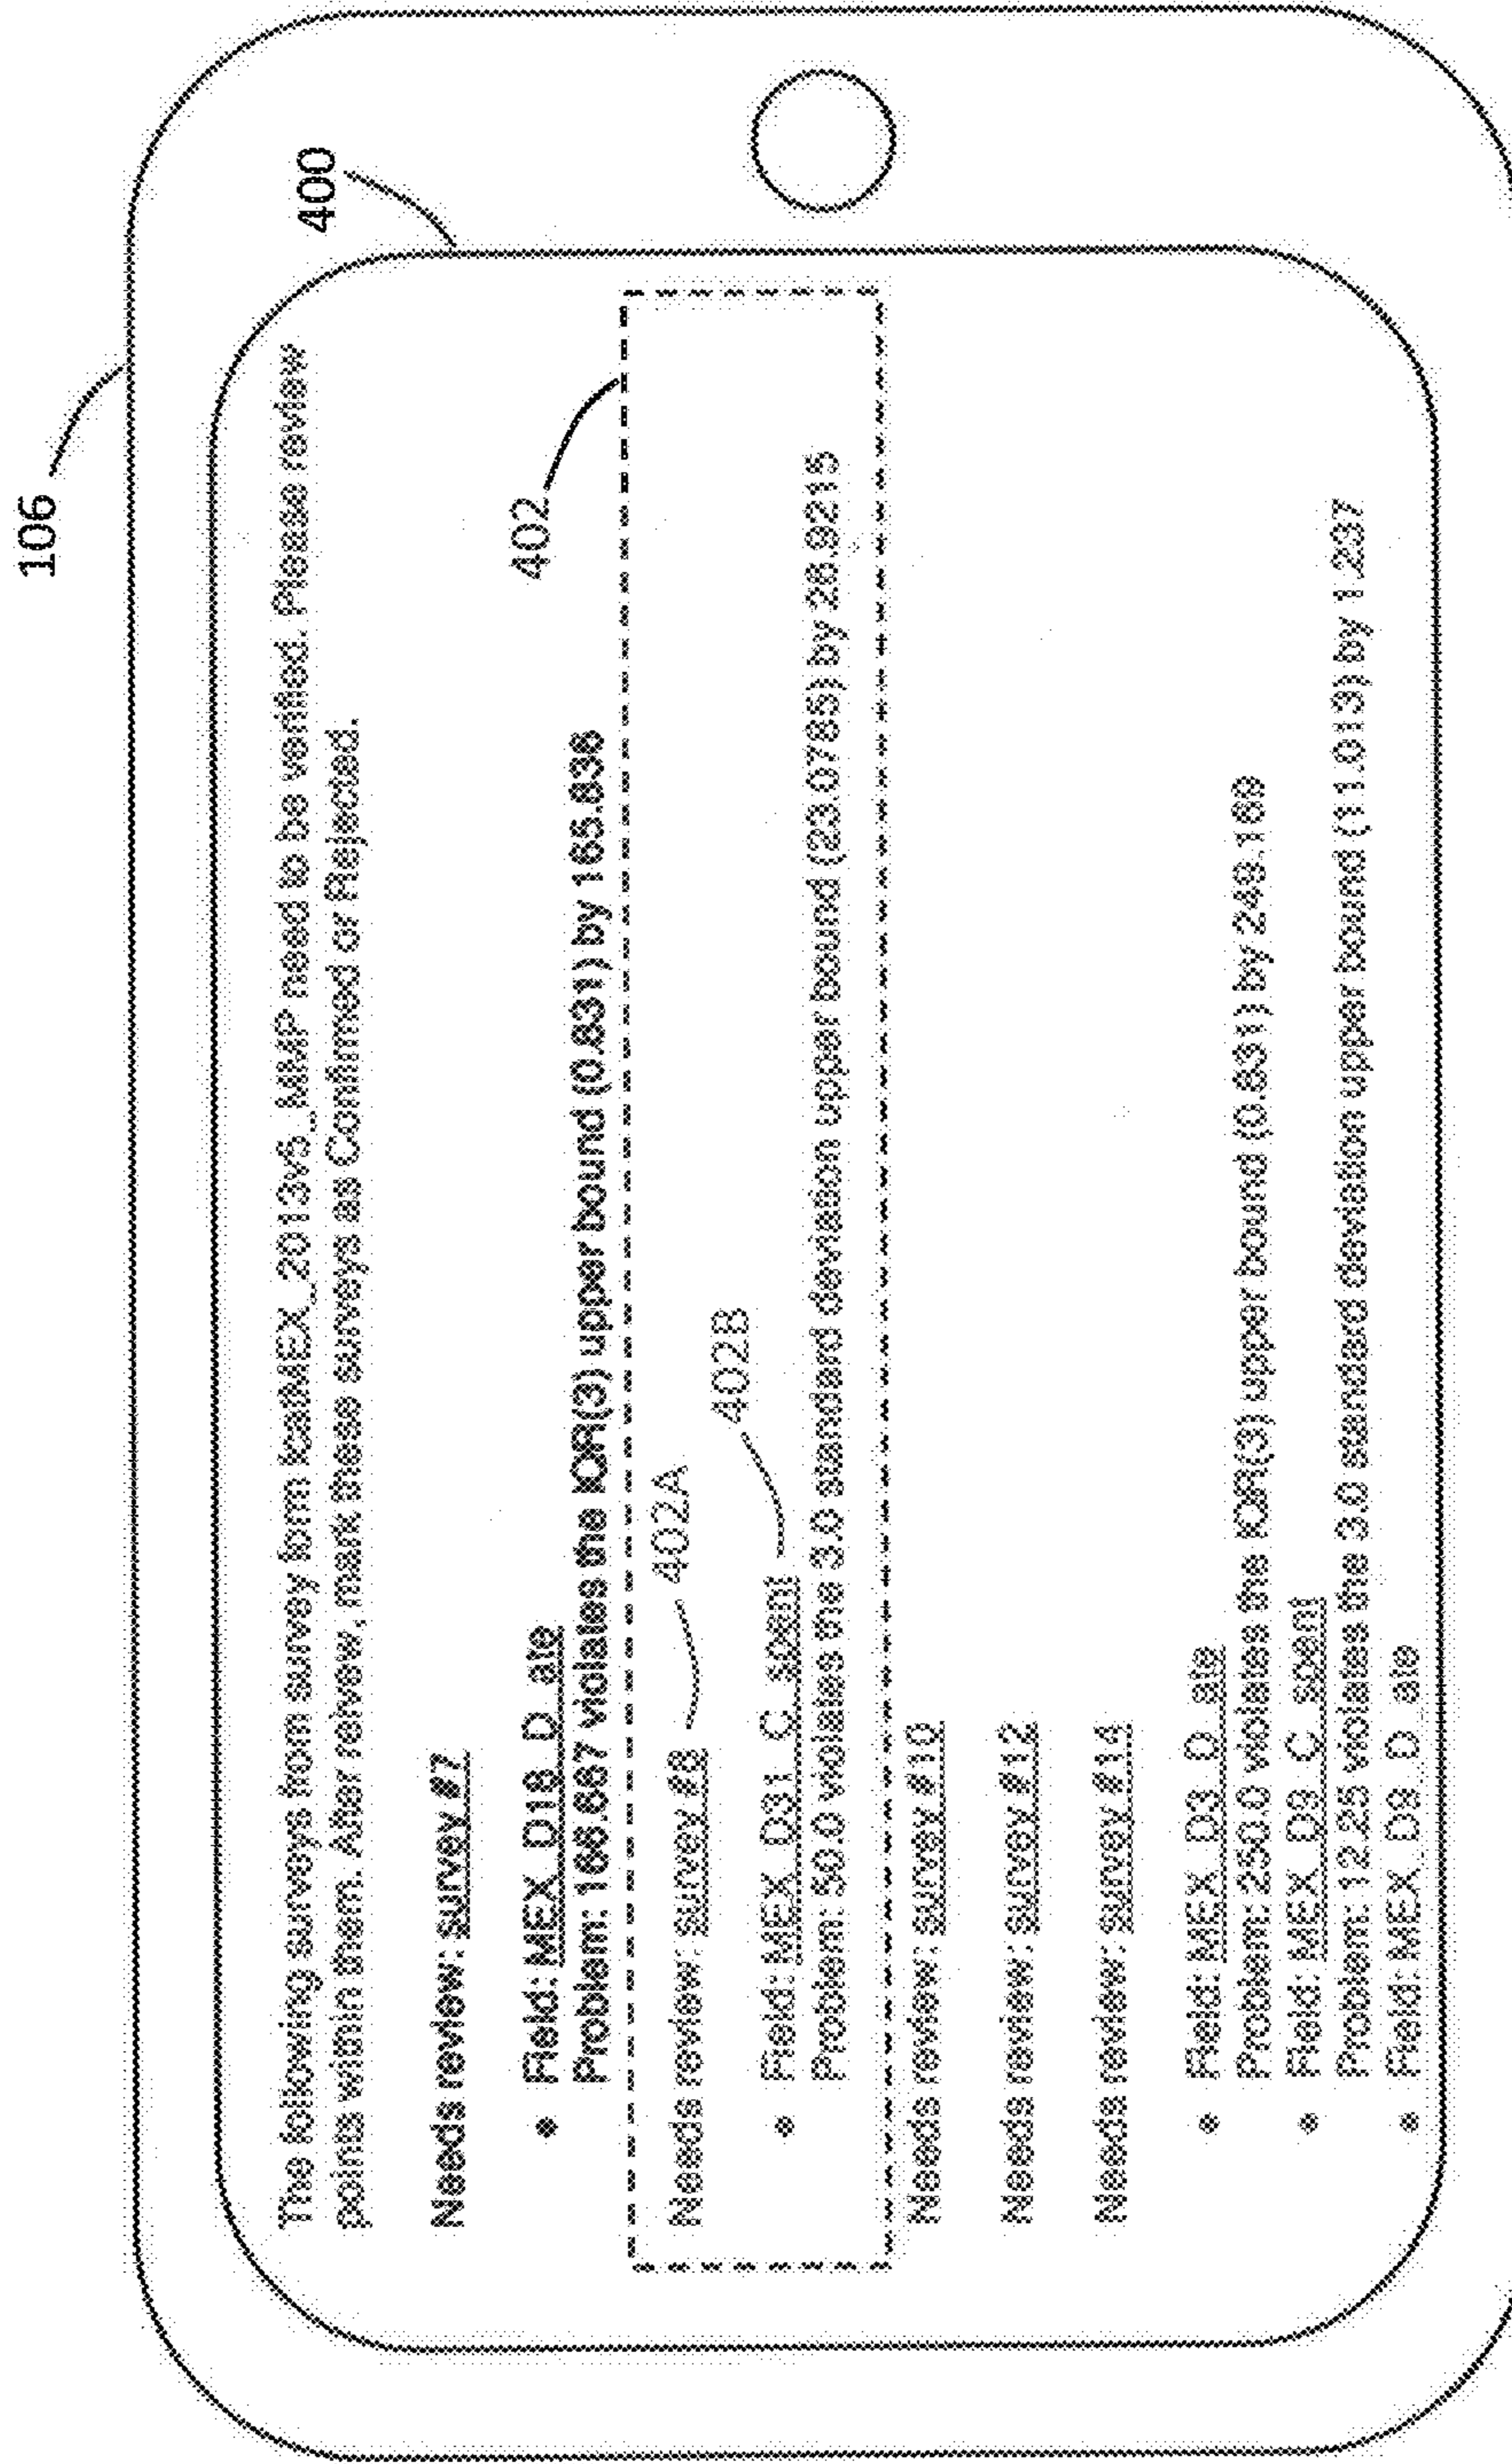 106
400
The following surveys from survey form IcatMEX_2013v5_MMP need to be verified. Please review
points within them. After reivew, mark these surveys as Confirmed or Rejected.
Needs review: survey #7
402
• Field: MEX_D18_D_ate
Problem: 166.667 violates the IQR(3) upper bound (0.831) by 165.836
402A
Needs review: survey #8
402B
• Field: MEX_D31_C_spent
Problem: 50.0 violates the 3.0 standard deviation upper bound (23.0785) by 26.9215
Needs review: survey #10
Needs review: survey #12
Needs review: survey #14
• Field: MEX_D3_D_ate
Problem: 250.0 violates the IQR(3) upper bound (0.831) by 249.169
• Field: MEX_D9_C_spent
Problem: 12.25 violates the 3.0 standard deviation upper bound (11.013) by 1.237
• Field: MEX_D9_D_ate